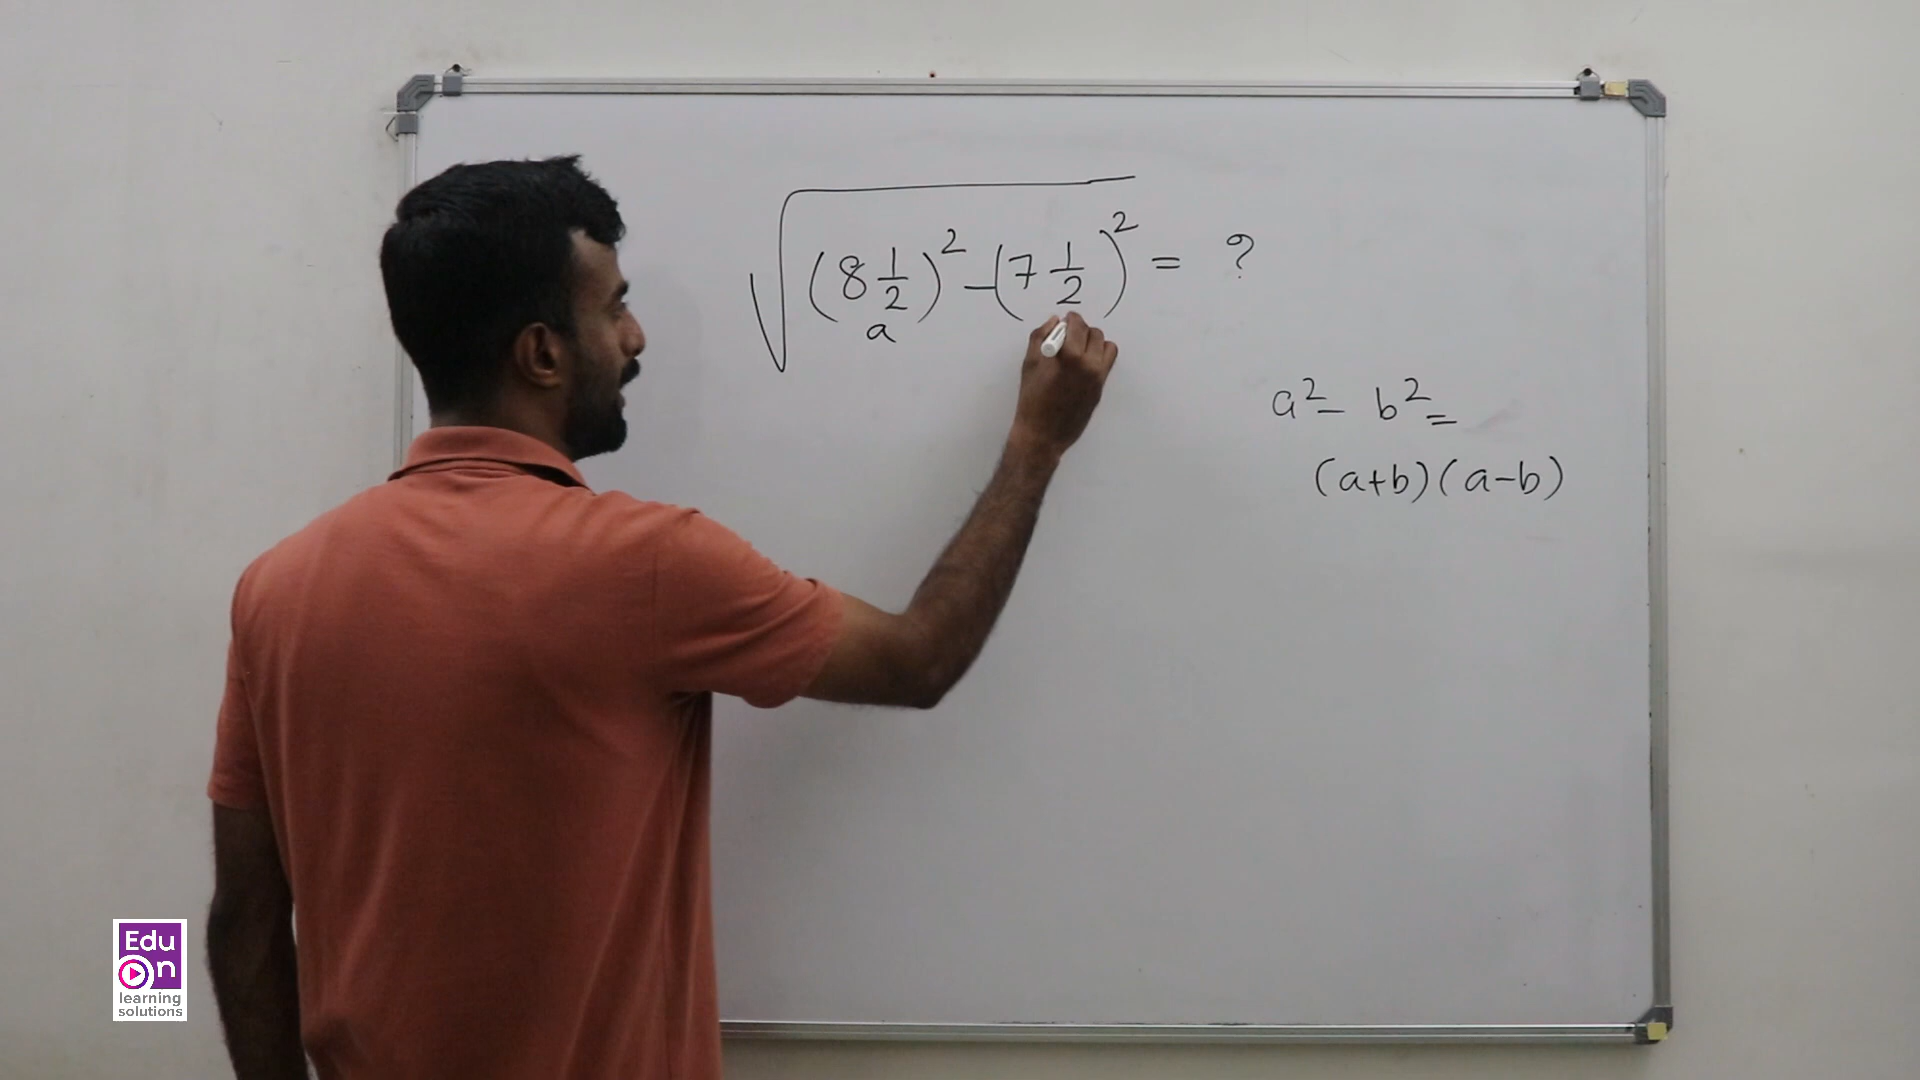 √(8 1/2)² - (7 1/2)² = ?
a
a² - b² =
(a+b)(a-b)
Edu
On
learning
solutions